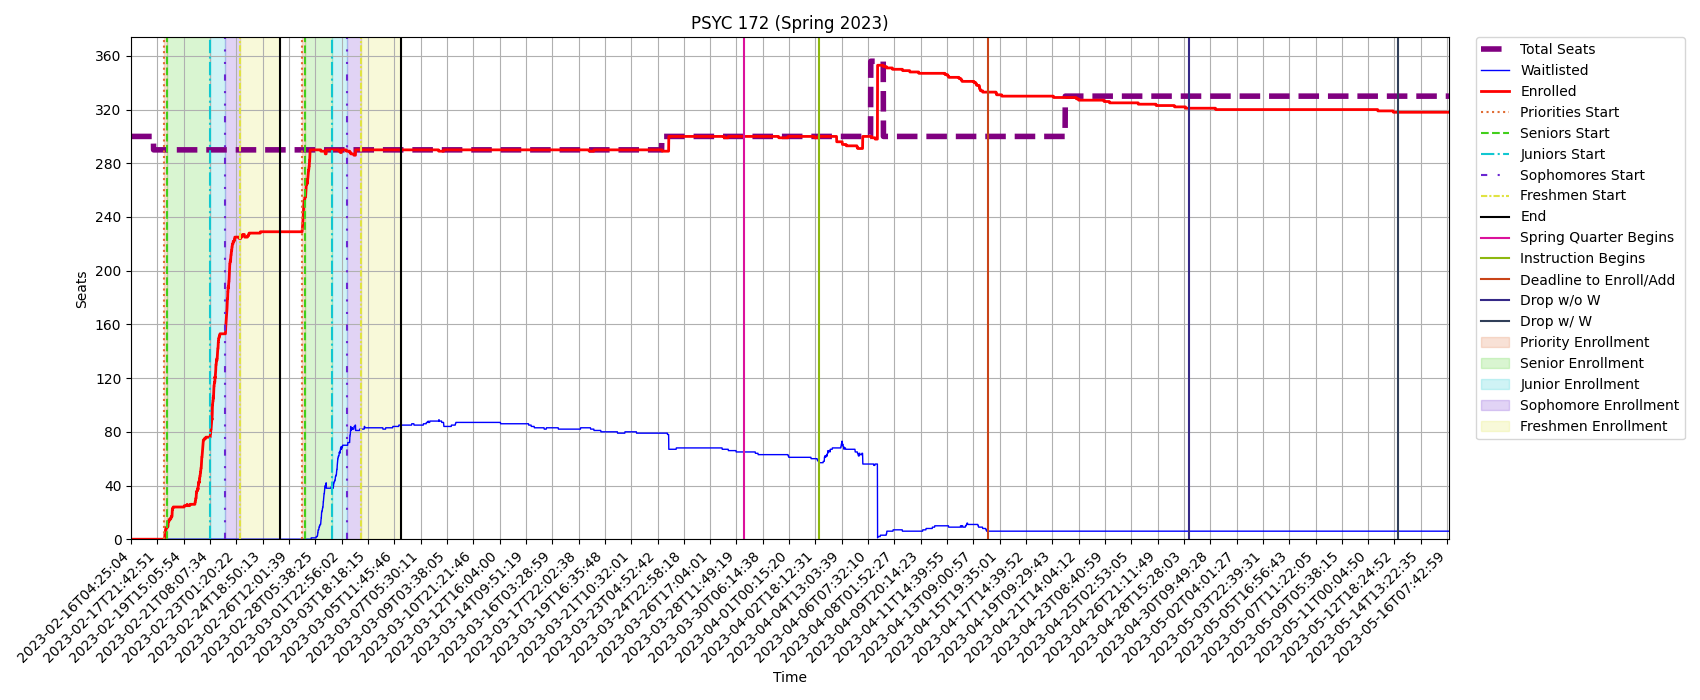 PSYC 172 (Spring 2023)
Seats
360
320
280
240
200
160
120
80
40
0
2023-02-16T04:25:04
2023-02-17T21:42:51
2023-02-19T15:05:54
2023-02-21T08:07:34
2023-02-23T01:20:22
2023-02-24T18:50:13
2023-02-26T12:01:39
2023-02-28T05:38:25
2023-03-01T22:56:02
2023-03-03T18:18:15
2023-03-05T11:45:46
2023-03-07T05:30:11
2023-03-09T03:38:05
2023-03-10T21:21:46
2023-03-12T16:04:00
2023-03-14T09:51:19
2023-03-16T03:28:59
2023-03-17T22:02:38
2023-03-19T16:35:48
2023-03-21T10:32:01
2023-03-23T04:52:42
2023-03-24T22:58:18
2023-03-26T17:04:01
2023-03-28T11:49:19
2023-03-30T06:14:38
2023-04-01T00:15:20
2023-04-02T18:12:31
2023-04-04T13:03:39
2023-04-06T07:32:10
2023-04-08T01:52:27
2023-04-09T20:14:23
2023-04-11T14:39:55
2023-04-13T09:00:57
2023-04-15T19:35:01
2023-04-17T14:39:52
2023-04-19T09:29:43
2023-04-21T14:04:12
2023-04-23T08:40:59
2023-04-25T02:53:05
2023-04-26T21:11:49
2023-04-28T15:28:03
2023-04-30T09:49:28
2023-05-02T04:01:27
2023-05-03T22:39:31
2023-05-05T16:56:43
2023-05-07T11:22:05
2023-05-09T05:38:15
2023-05-11T00:04:50
2023-05-12T18:24:52
2023-05-14T13:22:35
2023-05-16T07:42:59
Time
Total Seats
Waitlisted
Enrolled
Priorities Start
Seniors Start
Juniors Start
Sophomores Start
Freshmen Start
End
Spring Quarter Begins
Instruction Begins
Deadline to Enroll/Add
Drop w/o W
Drop w/ W
Priority Enrollment
Senior Enrollment
Junior Enrollment
Sophomore Enrollment
Freshmen Enrollment